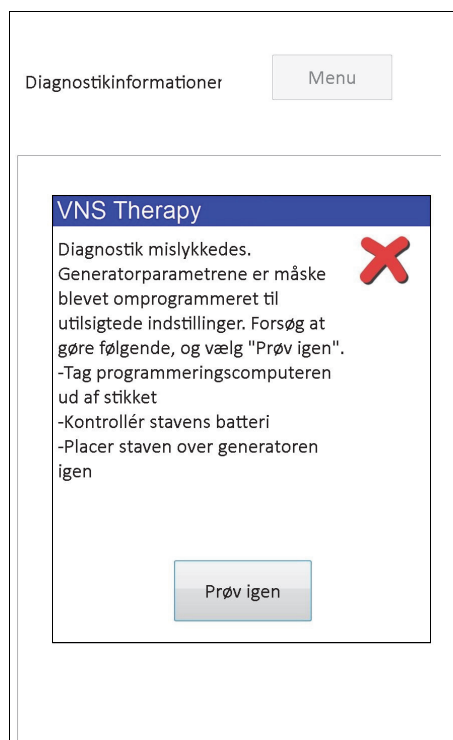 Diagnostikinformationer
Menu
VNS Therapy
Diagnostik mislykkedes.
Generatorparametrene er måske
blevet omprogrammeret til
utilsigtede indstillinger. Forsøg at
gøre følgende, og vælg "Prøv igen".
-Tag programmeringscomputeren
ud af stikket
-Kontrollér stavens batteri
-Placer staven over generatoren
igen
Prøv igen